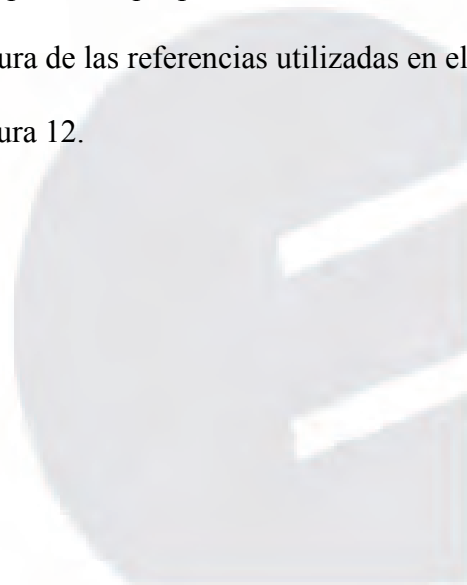 ura de las referencias utilizadas en el
ura 12.